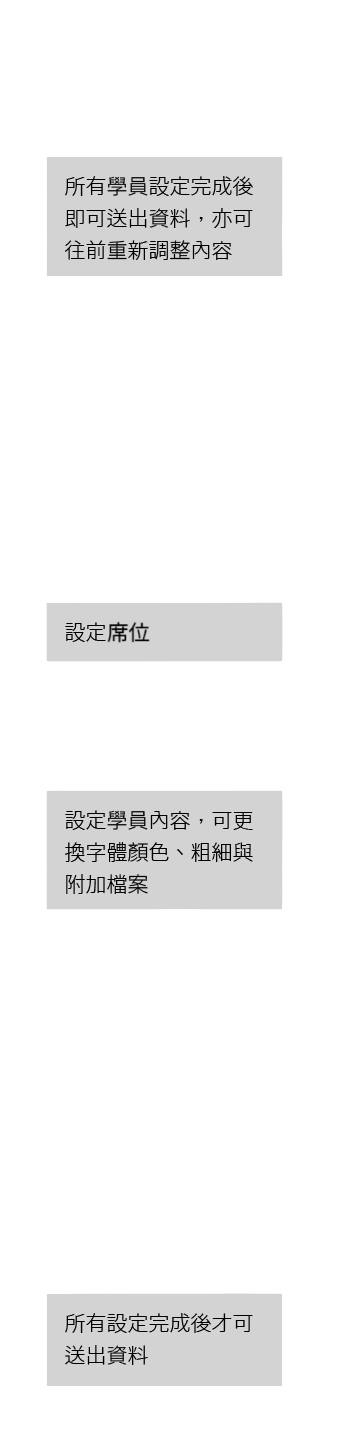 所有學員設定完成後
即可送出資料，亦可
往前重新調整內容
設定席位
設定學員內容，可更
換字體顏色、粗細與
附加檔案
所有設定完成後才可
送出資料